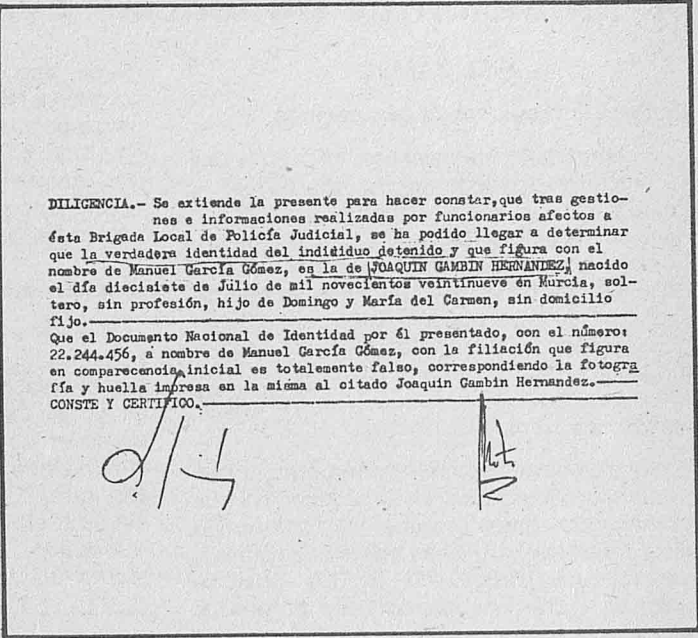 DILIGENCIA.- Se extiende la presente para hacer constar,que tras gestio-
nes e informaciones realizadas por funcionarios afectos a
ésta Brigada Local de Policía Judicial, se ha podido llegar a determinar
que la verdadera identidad del indididuo detenido y que figura con el
nombre de Manuel García Gómez, es la de JOAQUIN GAMBIN HERNANDEZ, nacido
el día diecisiete de Julio de mil novecientos veintinueve en Murcia, sol-
tero, sin profesión, hijo de Domingo y María del Carmen, sin domicilio
fijo.
Que el Documento Nacional de Identidad por él presentado, con el número:
22.244.456, a nombre de Manuel García Gómez, con la filiación que figura
en comparecencia inicial es totalemente falso, correspondiendo la fotogra
fía y huella impresa en la misma al citado Joaquin Gambin Hernandez.-
CONSTE Y CERTIFICO.-